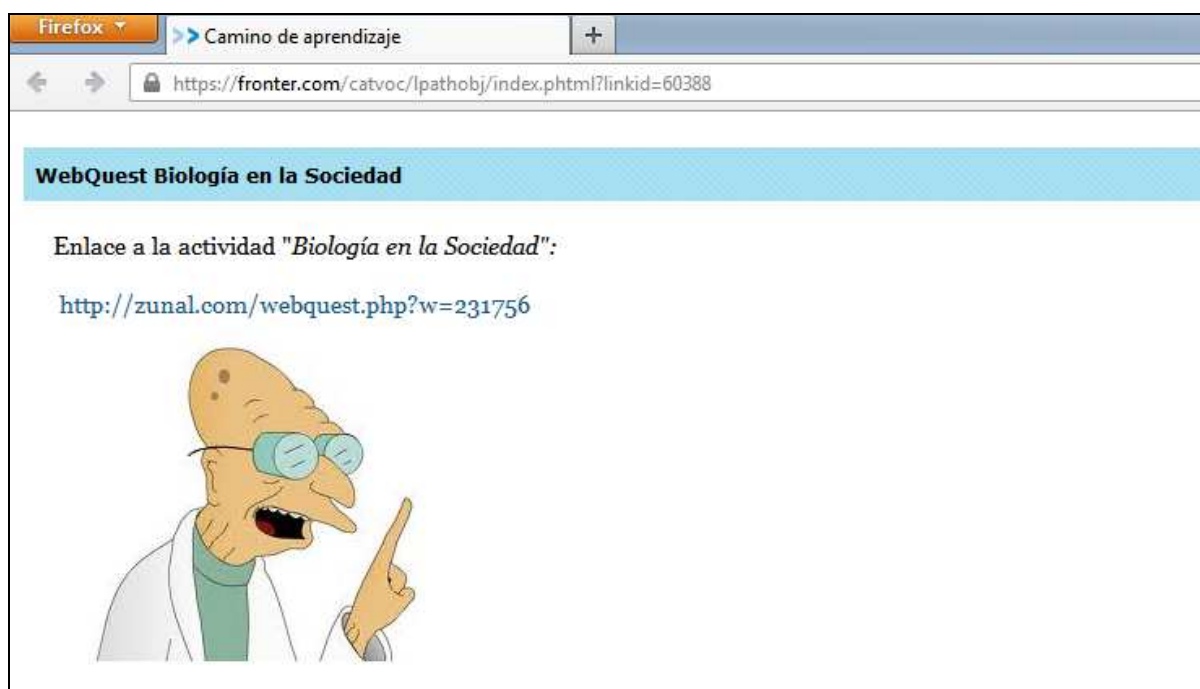 Firefox
Camino de aprendizaje
https://fronter.com/catvoc/lpathobj/index.phtml?linkid=60388
WebQuest Biología en la Sociedad
Enlace a la actividad "Biología en la Sociedad":
http://zunal.com/webquest.php?w=231756